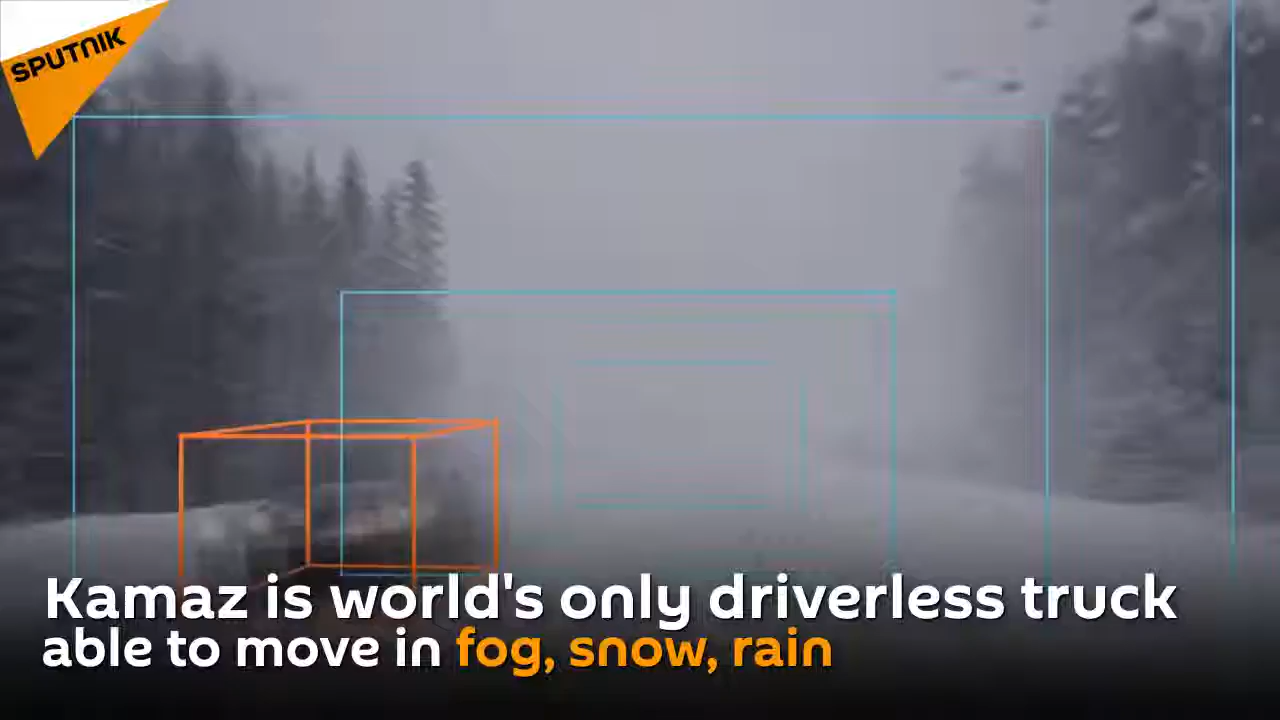 SPUTNIK
Kamaz is world's only driverless truck
able to move in fog, snow, rain